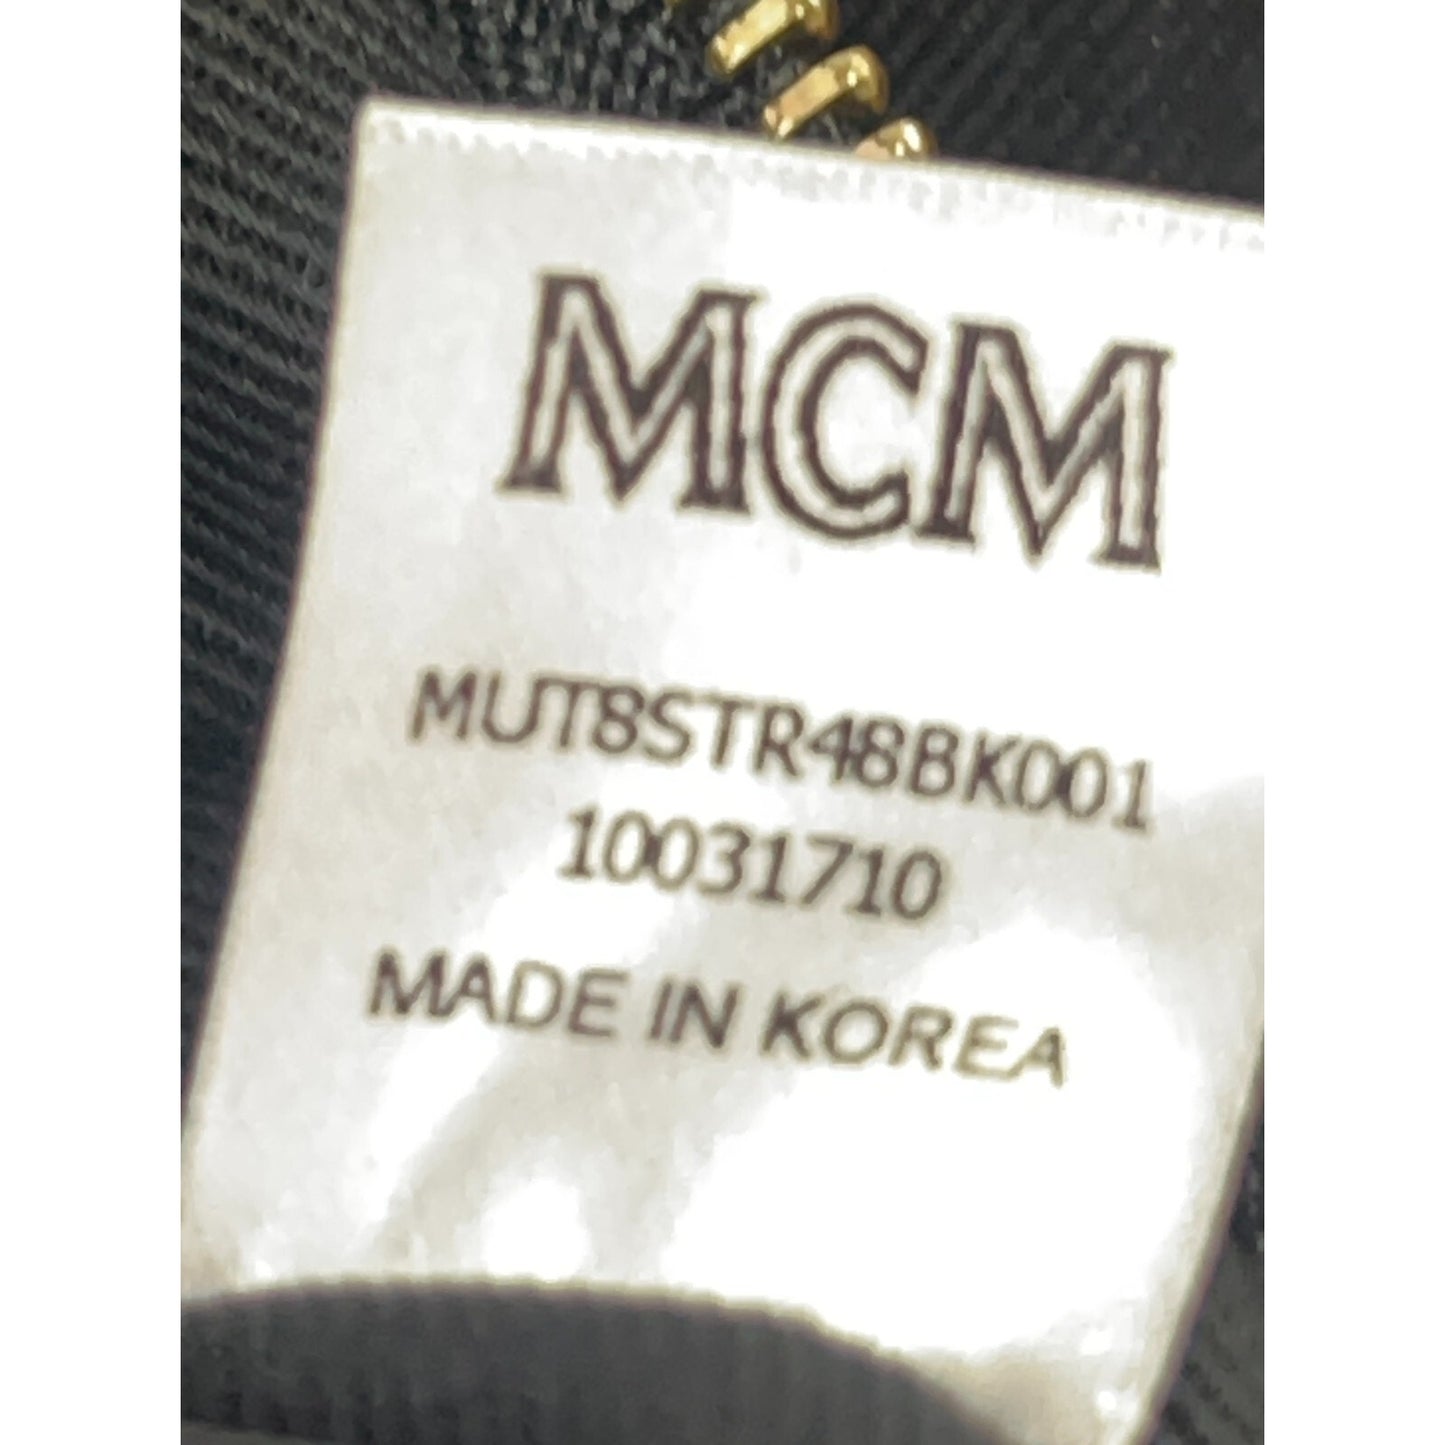 MCM
MUT8STR48BK001
10031710
MADE IN KOREA